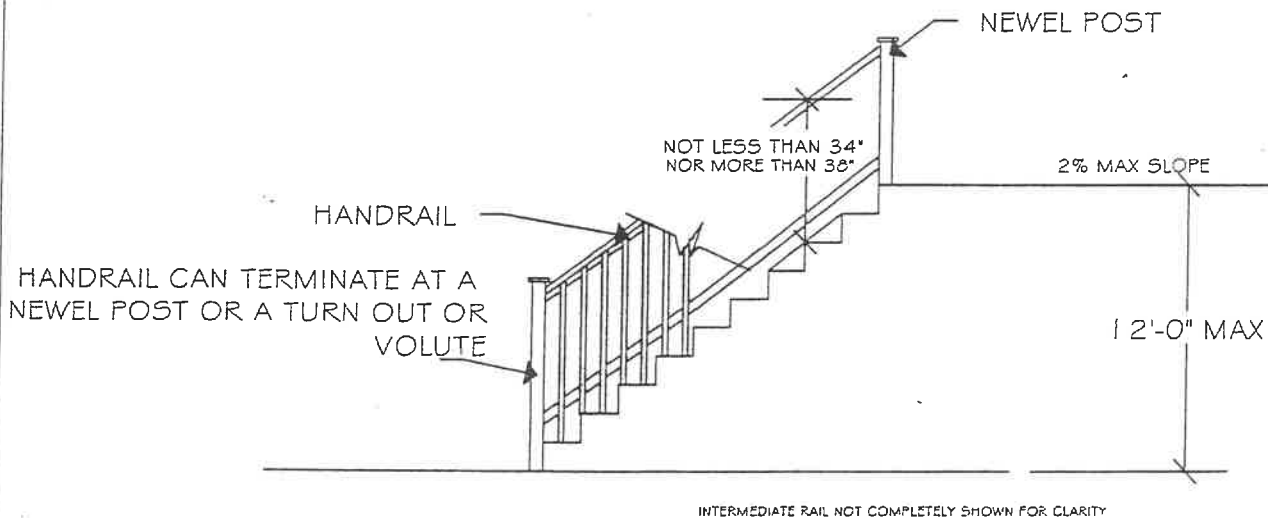 NEWEL POST
NOT LESS THAN 34"
NOR MORE THAN 38"
2% MAX SLOPE
HANDRAIL
HANDRAIL CAN TERMINATE AT A
NEWEL POST OR A TURN OUT OR
VOLUTE
12'-0" MAX
INTERMEDIATE RAIL NOT COMPLETELY SHOWN FOR CLARITY